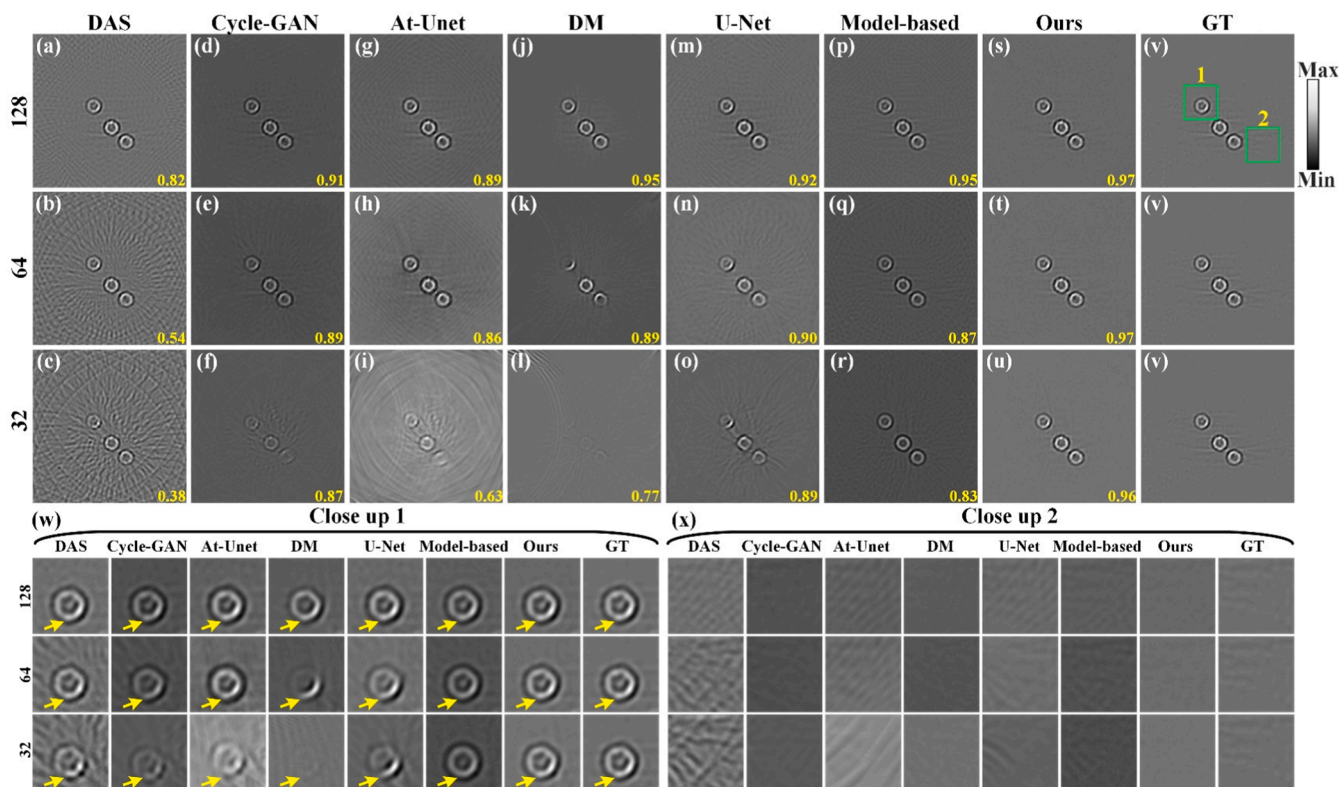 DAS Cycle-GAN At-Unet DM U-Net Model-based Ours GT
(a) (d) (g) (j) (m) (p) (s) (v)
1
2
Max
Min
128
0.82 0.91 0.89 0.95 0.92 0.95 0.97
(b) (e) (h) (k) (n) (q) (t) (v)
64
0.54 0.89 0.86 0.89 0.90 0.87 0.97
(c) (f) (i) (l) (o) (r) (u) (v)
32
0.38 0.87 0.63 0.77 0.89 0.83 0.96
(w) Close up 1 (x) Close up 2
DAS Cycle-GAN At-Unet DM U-Net Model-based Ours GT DAS Cycle-GAN At-Unet DM U-Net Model-based Ours GT
128
64
32